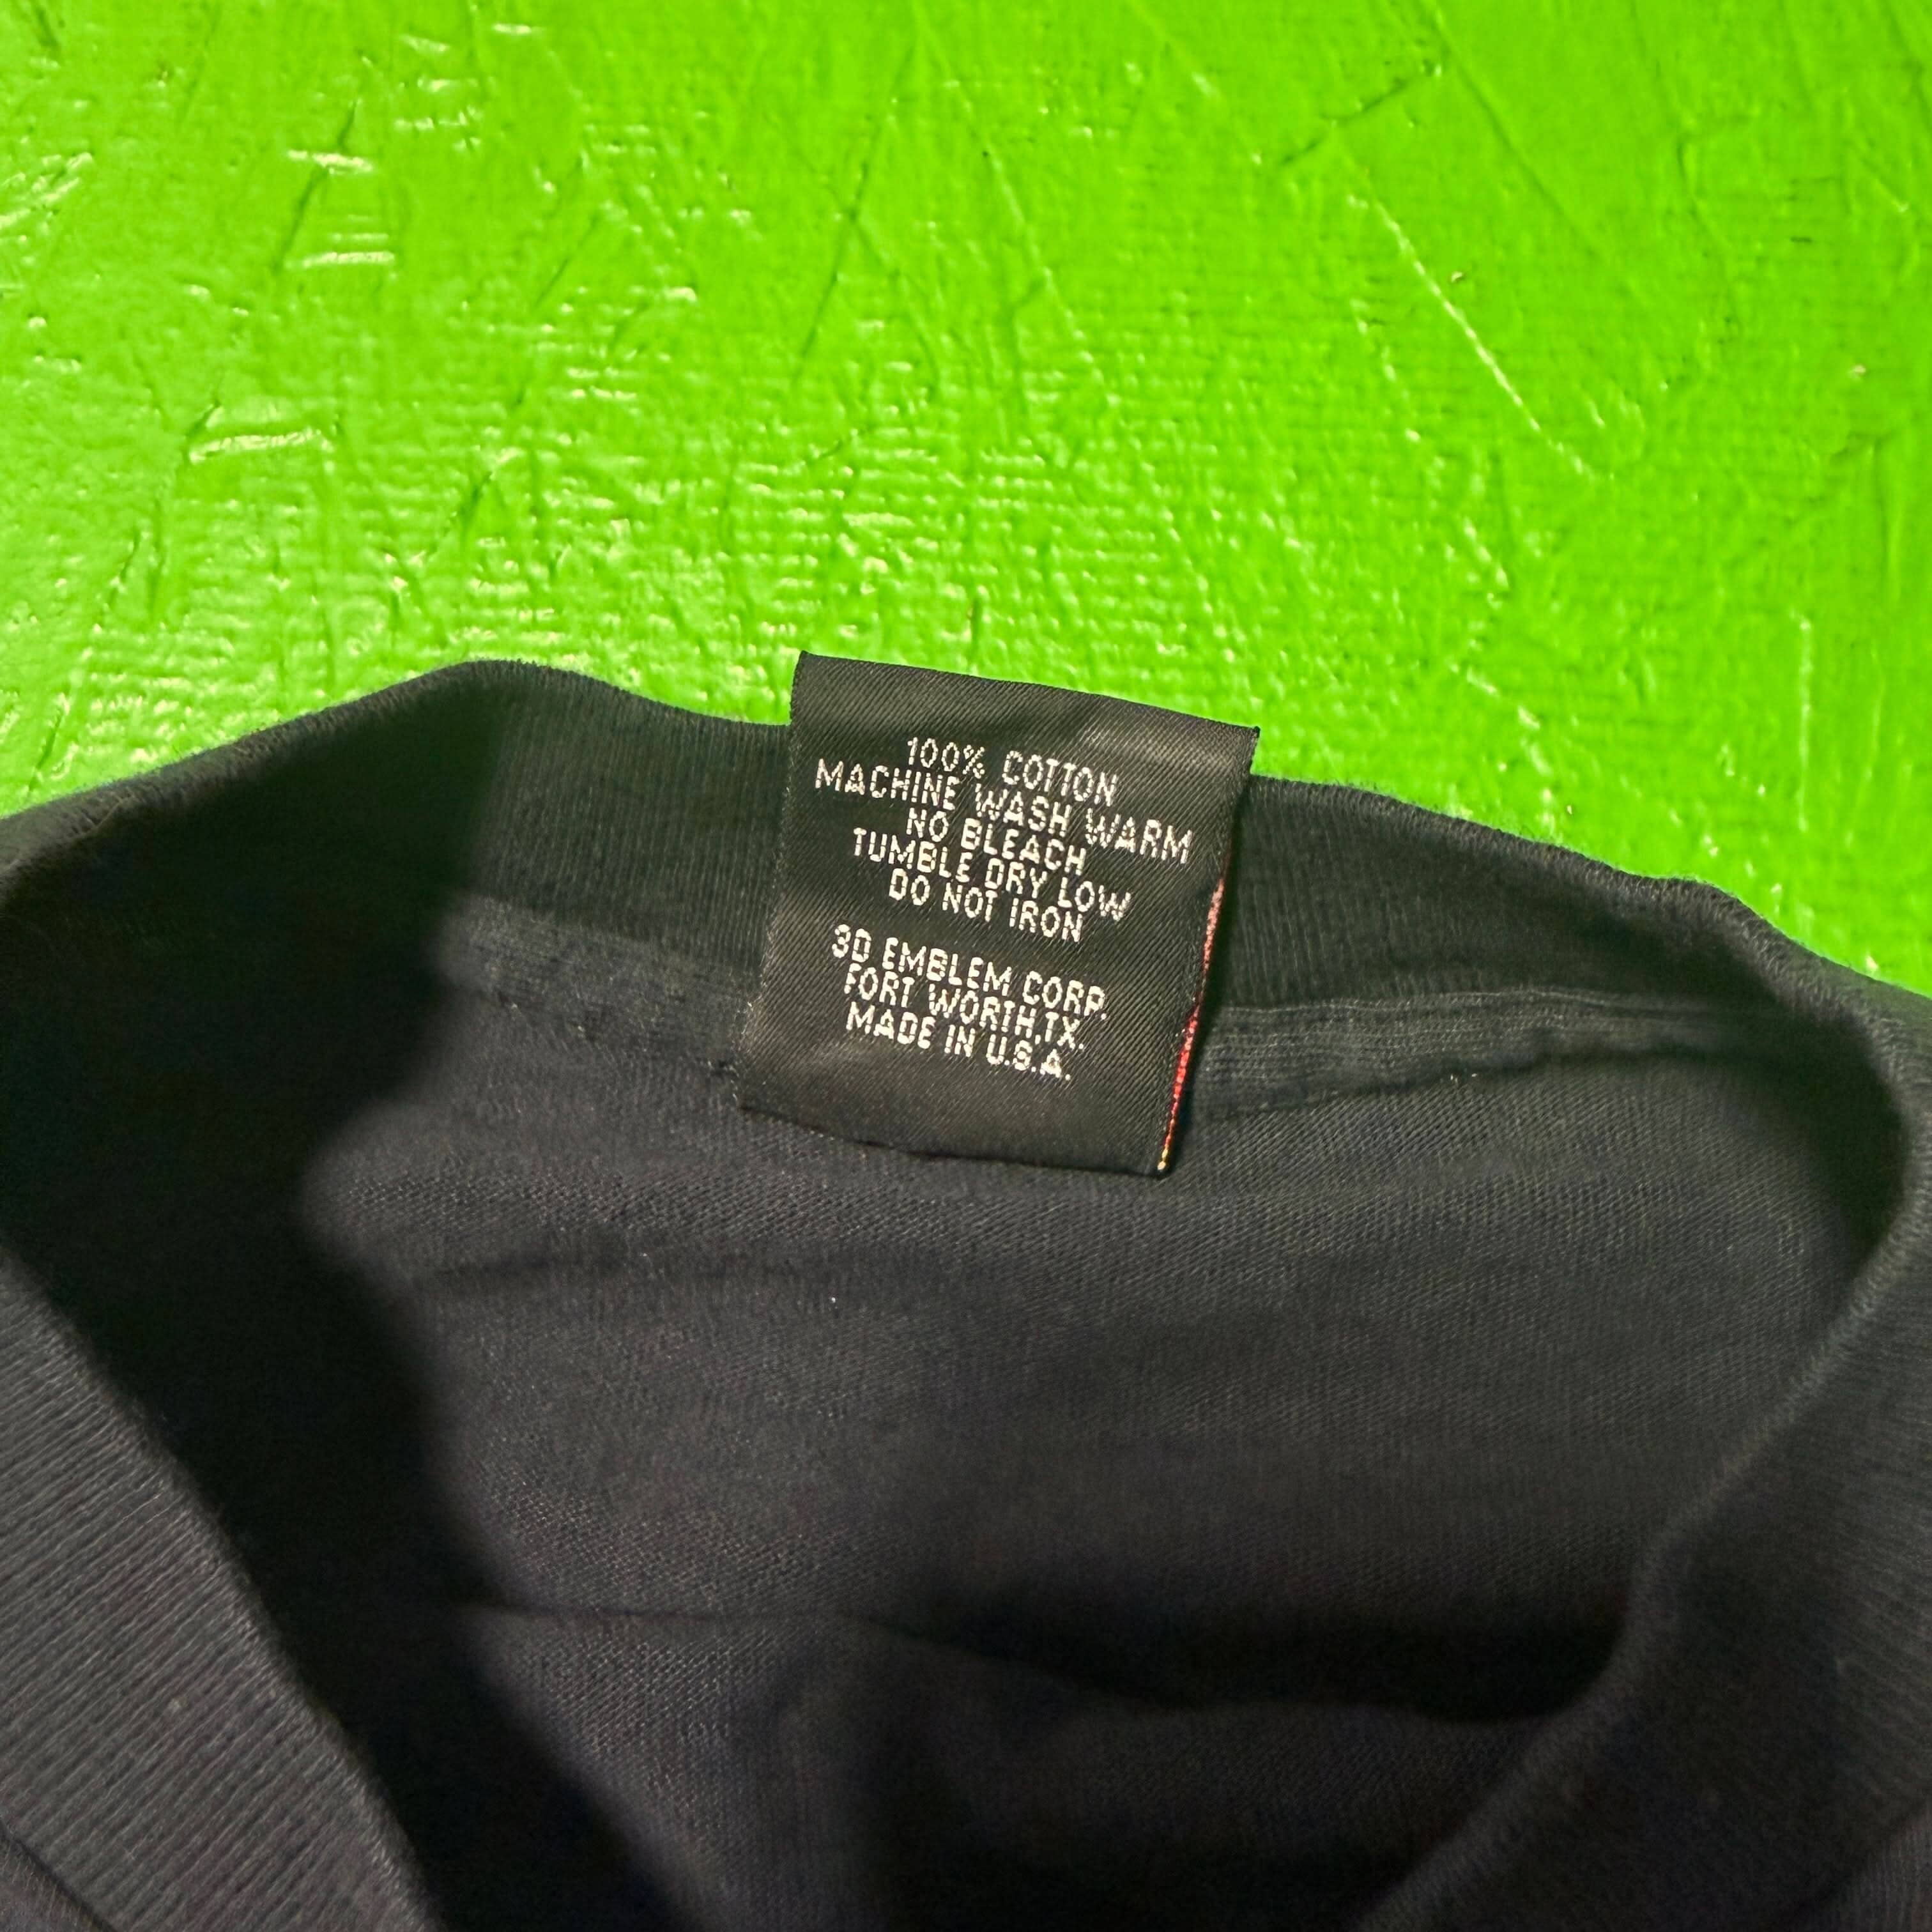 100% COTTON
MACHINE WASH WARM
NO BLEACH
TUMBLE DRY LOW
DO NOT IRON
3D EMBLEM CORP.
FORT WORTH,TX.
MADE IN U.S.A.